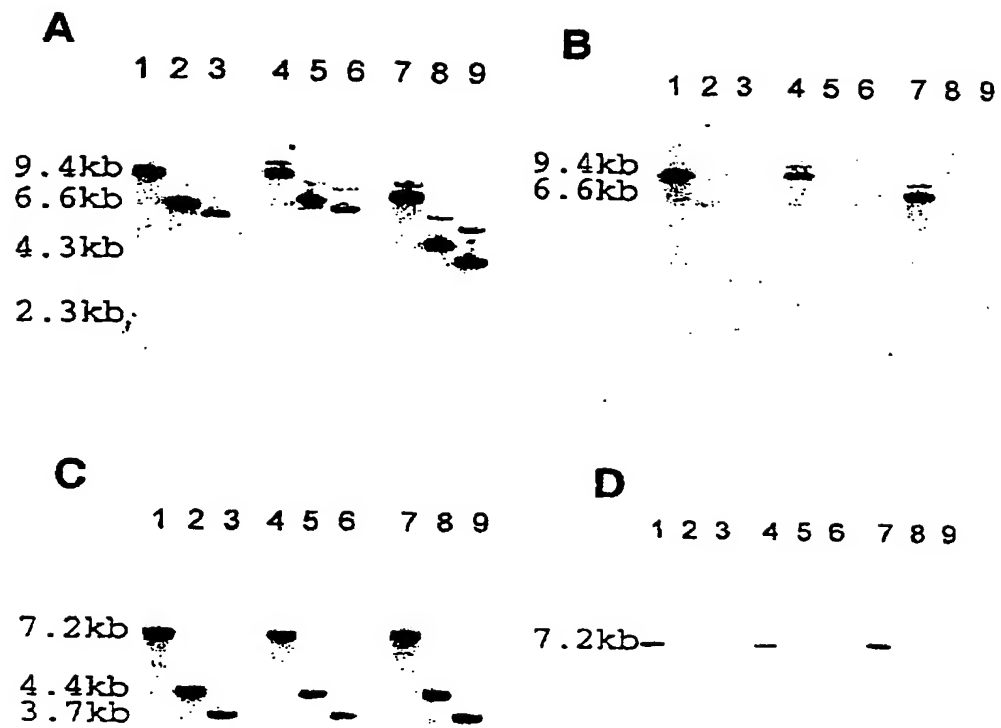 A
1 2 3 4 5 6 7 8 9
9.4kb
6.6kb
4.3kb
2.3kb
B
1 2 3 4 5 6 7 8 9
9.4kb
6.6kb
C
1 2 3 4 5 6 7 8 9
7.2kb
4.4kb
3.7kb
D
1 2 3 4 5 6 7 8 9
7.2kb